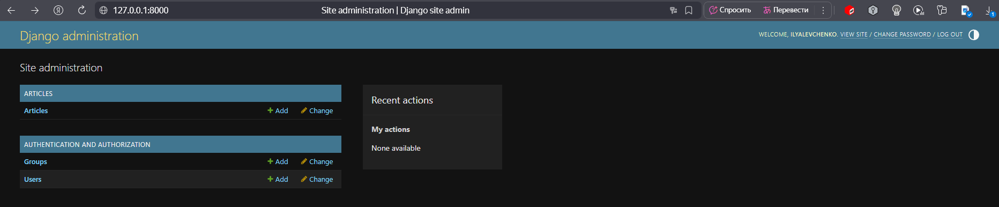 127.0.0.1:8000 Site administration | Django site admin Спросить Перевести
Django administration
WELCOME, ILYALEVCHENKO. VIEW SITE / CHANGE PASSWORD / LOG OUT
Site administration
ARTICLES
Articles Add Change
AUTHENTICATION AND AUTHORIZATION
Groups Add Change
Users Add Change
Recent actions
My actions
None available